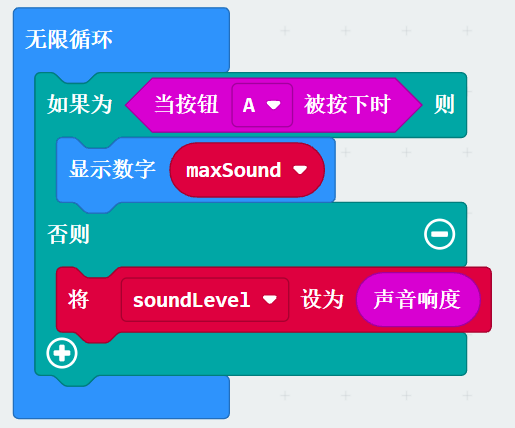 无限循环
如果为 当按钮 A 被按下时 则
显示数字 maxSound
否则
将 soundLevel 设为 声音响度